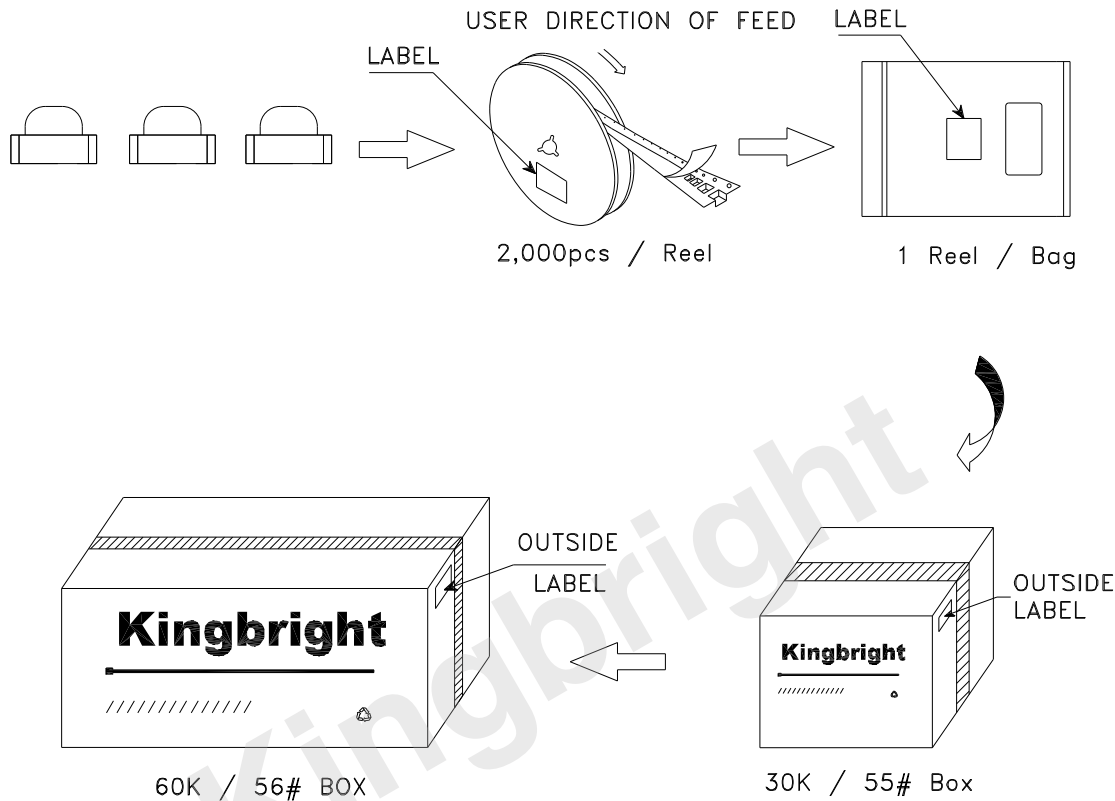 USER DIRECTION OF FEED
LABEL
LABEL
2,000pcs / Reel
1 Reel / Bag
OUTSIDE
LABEL
OUTSIDE
LABEL
Kingbright
Kingbright
60K / 56# BOX
30K / 55# Box
Kingbright